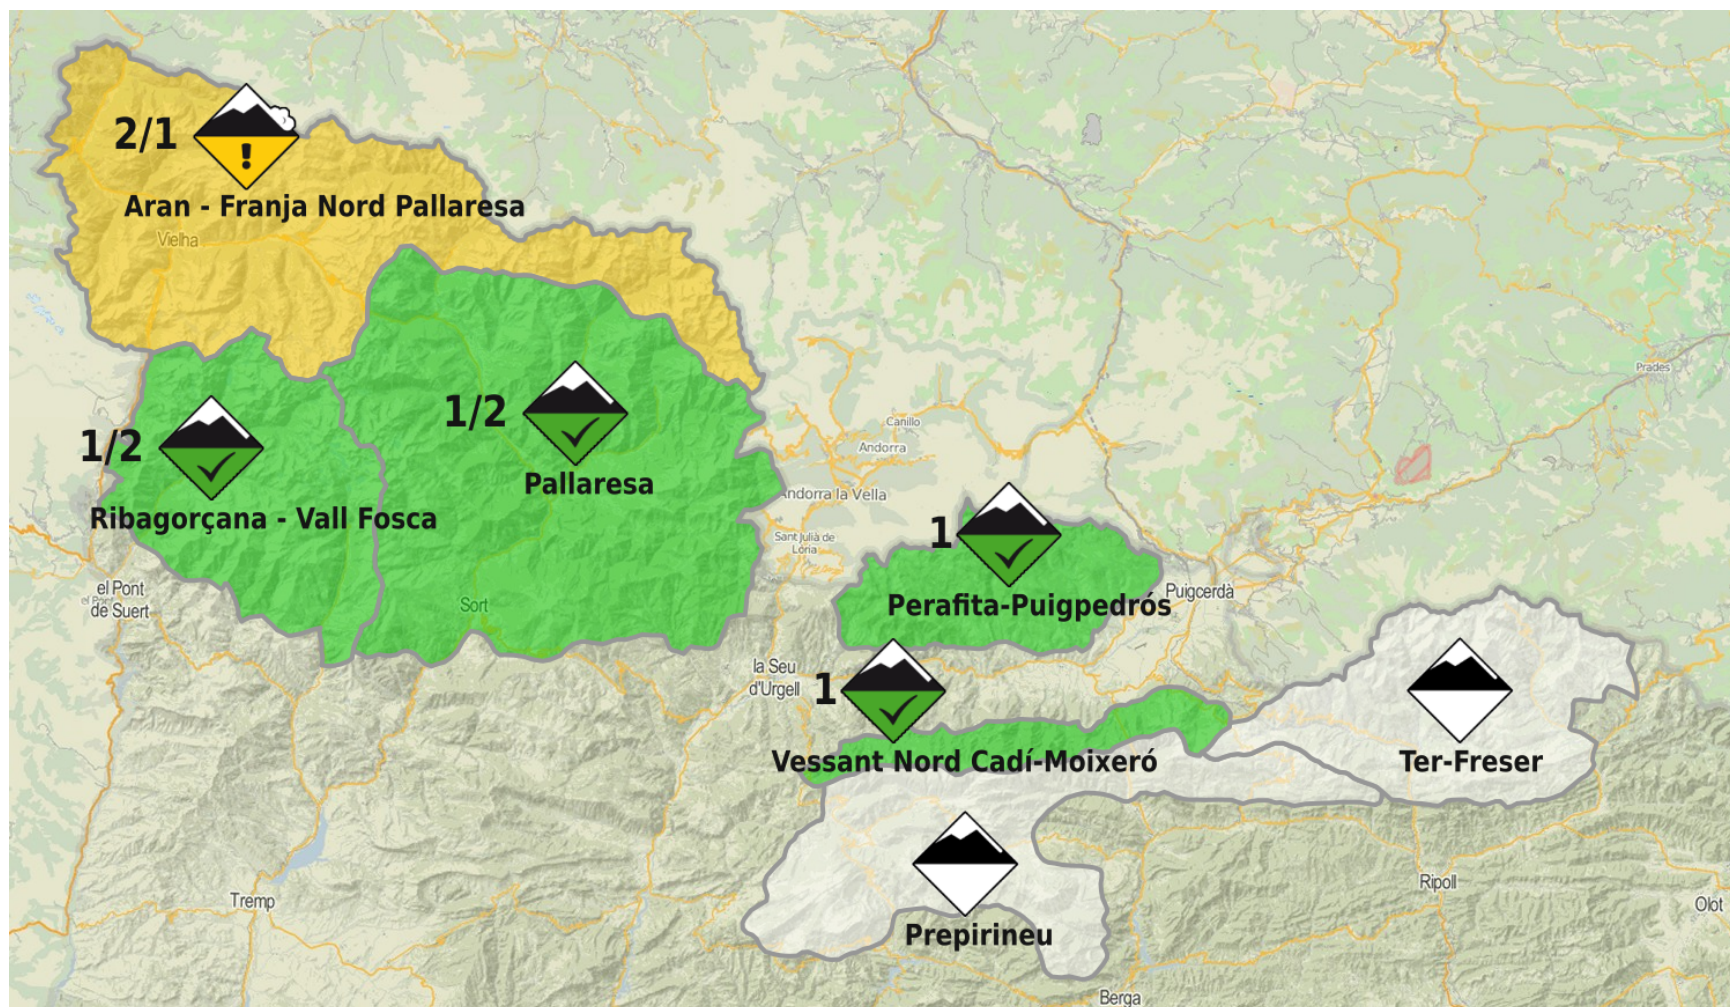 2/1
!
Aran - Franja Nord Pallaresa
Vielha
Prades
1/2
Canillo
Andorra
1/2
Pallaresa
Andorra la Vella
Ribagorçana - Vall Fosca
1
Sant Julià de
Lòria
el Pont
de Suert
Sort
Perafita-Puigpedrós
Puigcerdà
la Seu
d'Urgell
1
Vessant Nord Cadí-Moixeró
Ter-Freser
Tremp
Ripoll
Olot
Prepirineu
Berga